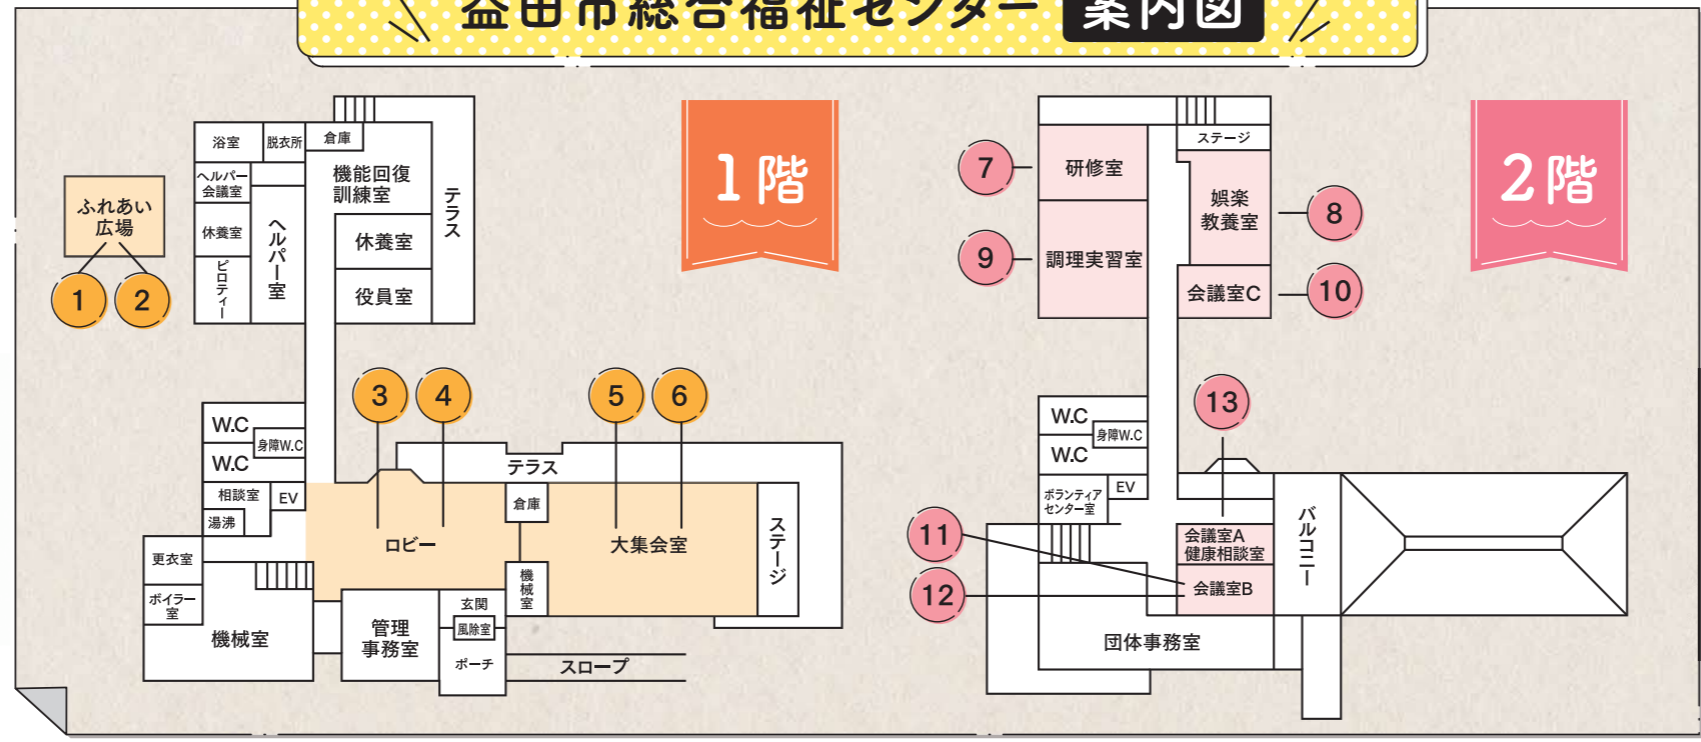 益田市総合福祉センター 案内図
1階
浴室
脱衣所
倉庫
機能回復
訓練室
テラス
ヘルパー
会議室
休養室
ピロティー
ヘルパー室
休養室
役員室
ふれあい
広場
1
2
3
4
5
6
W.C
身障W.C
W.C
相談室
EV
湯沸
更衣室
ボイラー
室
機械室
テラス
倉庫
ロビー
大集会室
ステージ
機械室
玄関
風除室
ポーチ
管理
事務室
スロープ
2階
7
研修室
ステージ
娯楽
教養室
8
9
調理実習室
会議室C
10
W.C
身障W.C
W.C
ボランティア
センター室
EV
13
11
12
会議室A
健康相談室
会議室B
バルコニー
団体事務室